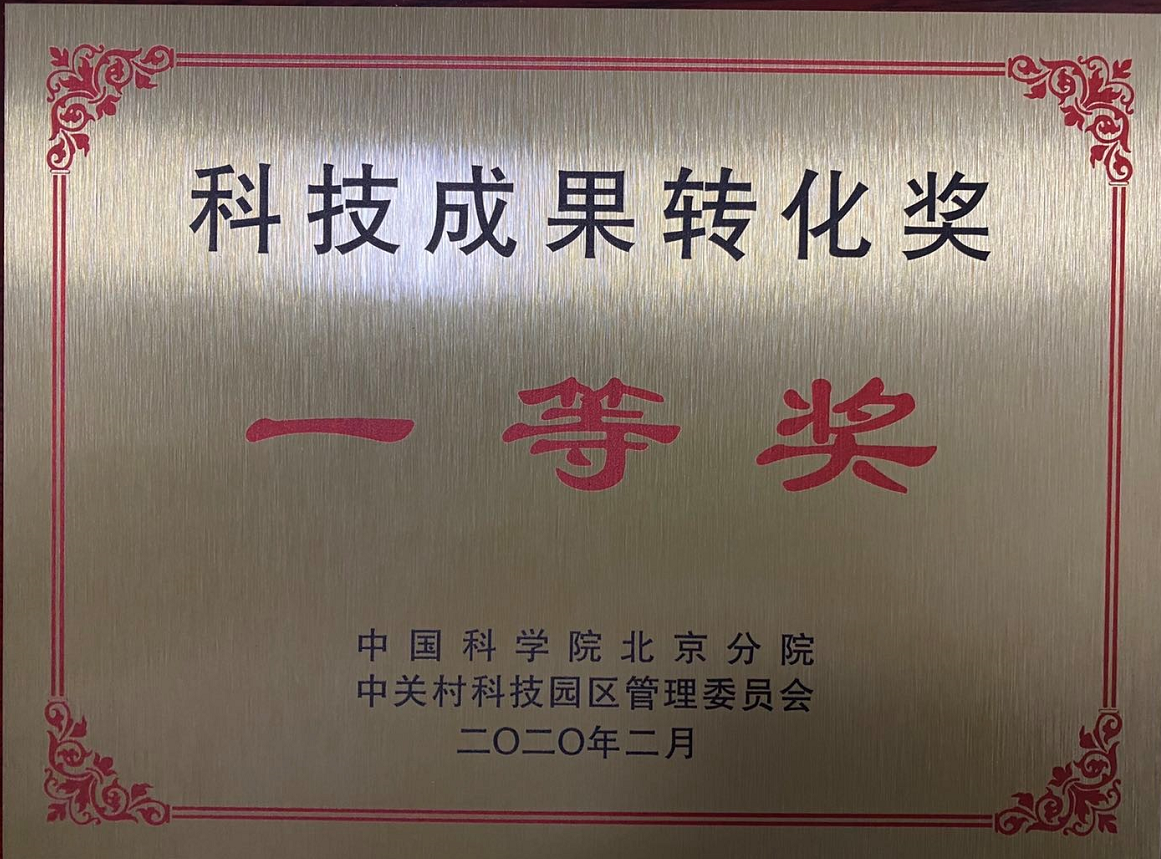 科技成果转化奖
一等奖
中国科学院北京分院
中关村科技园区管理委员会
二〇二〇年二月